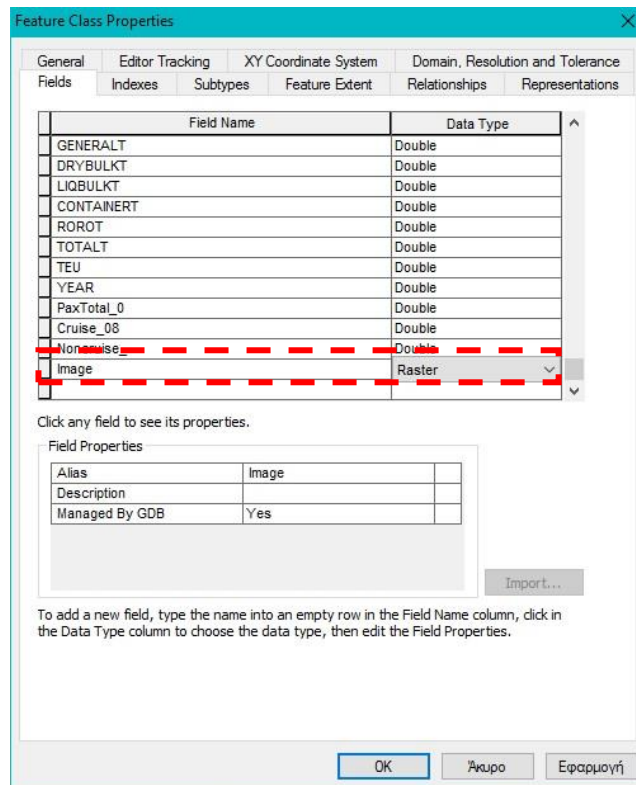 Feature Class Properties
General Editor Tracking XY Coordinate System Domain, Resolution and Tolerance
Fields Indexes Subtypes Feature Extent Relationships Representations
Field Name Data Type
GENERALT Double
DRYBULKT Double
LIQBULKT Double
CONTAINERT Double
ROROT Double
TOTALT Double
TEU Double
YEAR Double
PaxTotal_0 Double
Cruise_08 Double
Noncruise_ Double
Image Raster
Click any field to see its properties.
Field Properties
Alias Image
Description
Managed By GDB Yes
Import...
To add a new field, type the name into an empty row in the Field Name column, click in
the Data Type column to choose the data type, then edit the Field Properties.
OK Άκυρο Εφαρμογή